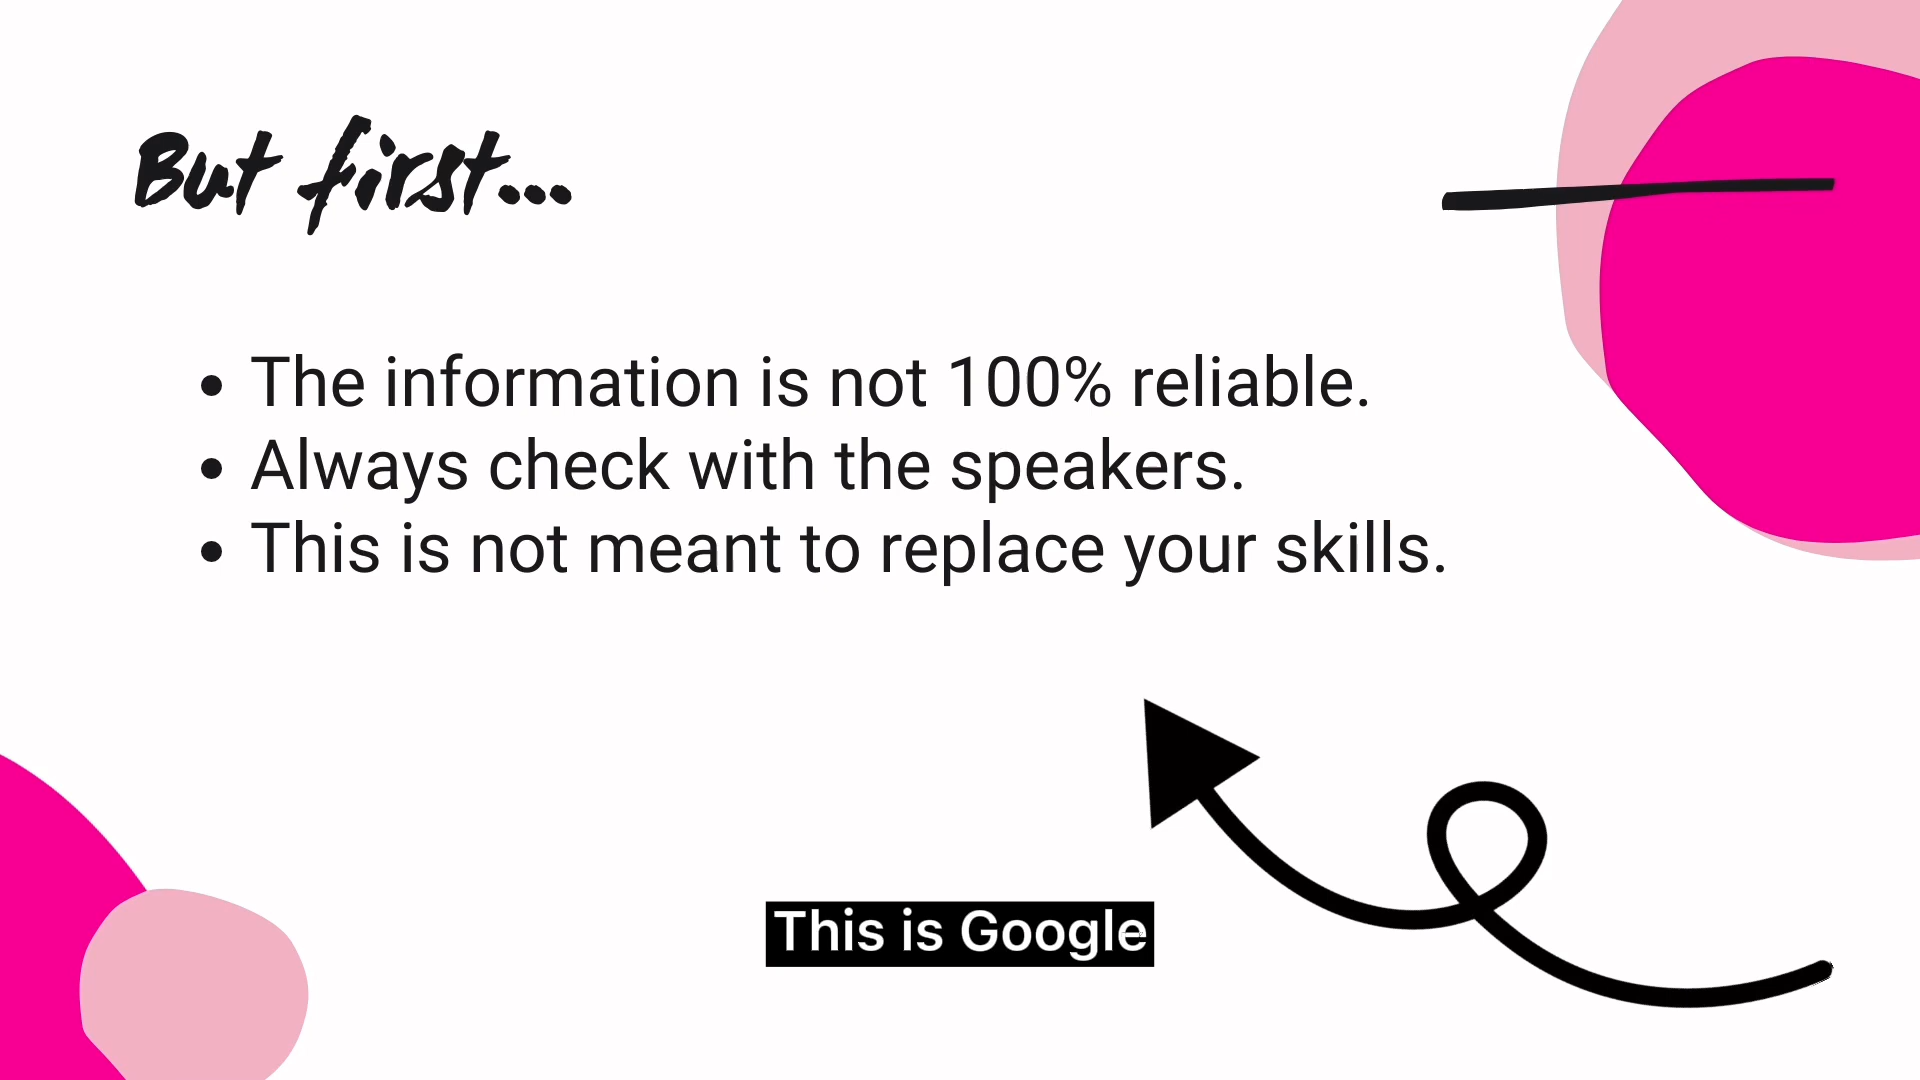 But first...
• The information is not 100% reliable.
• Always check with the speakers.
• This is not meant to replace your skills.
This is Google